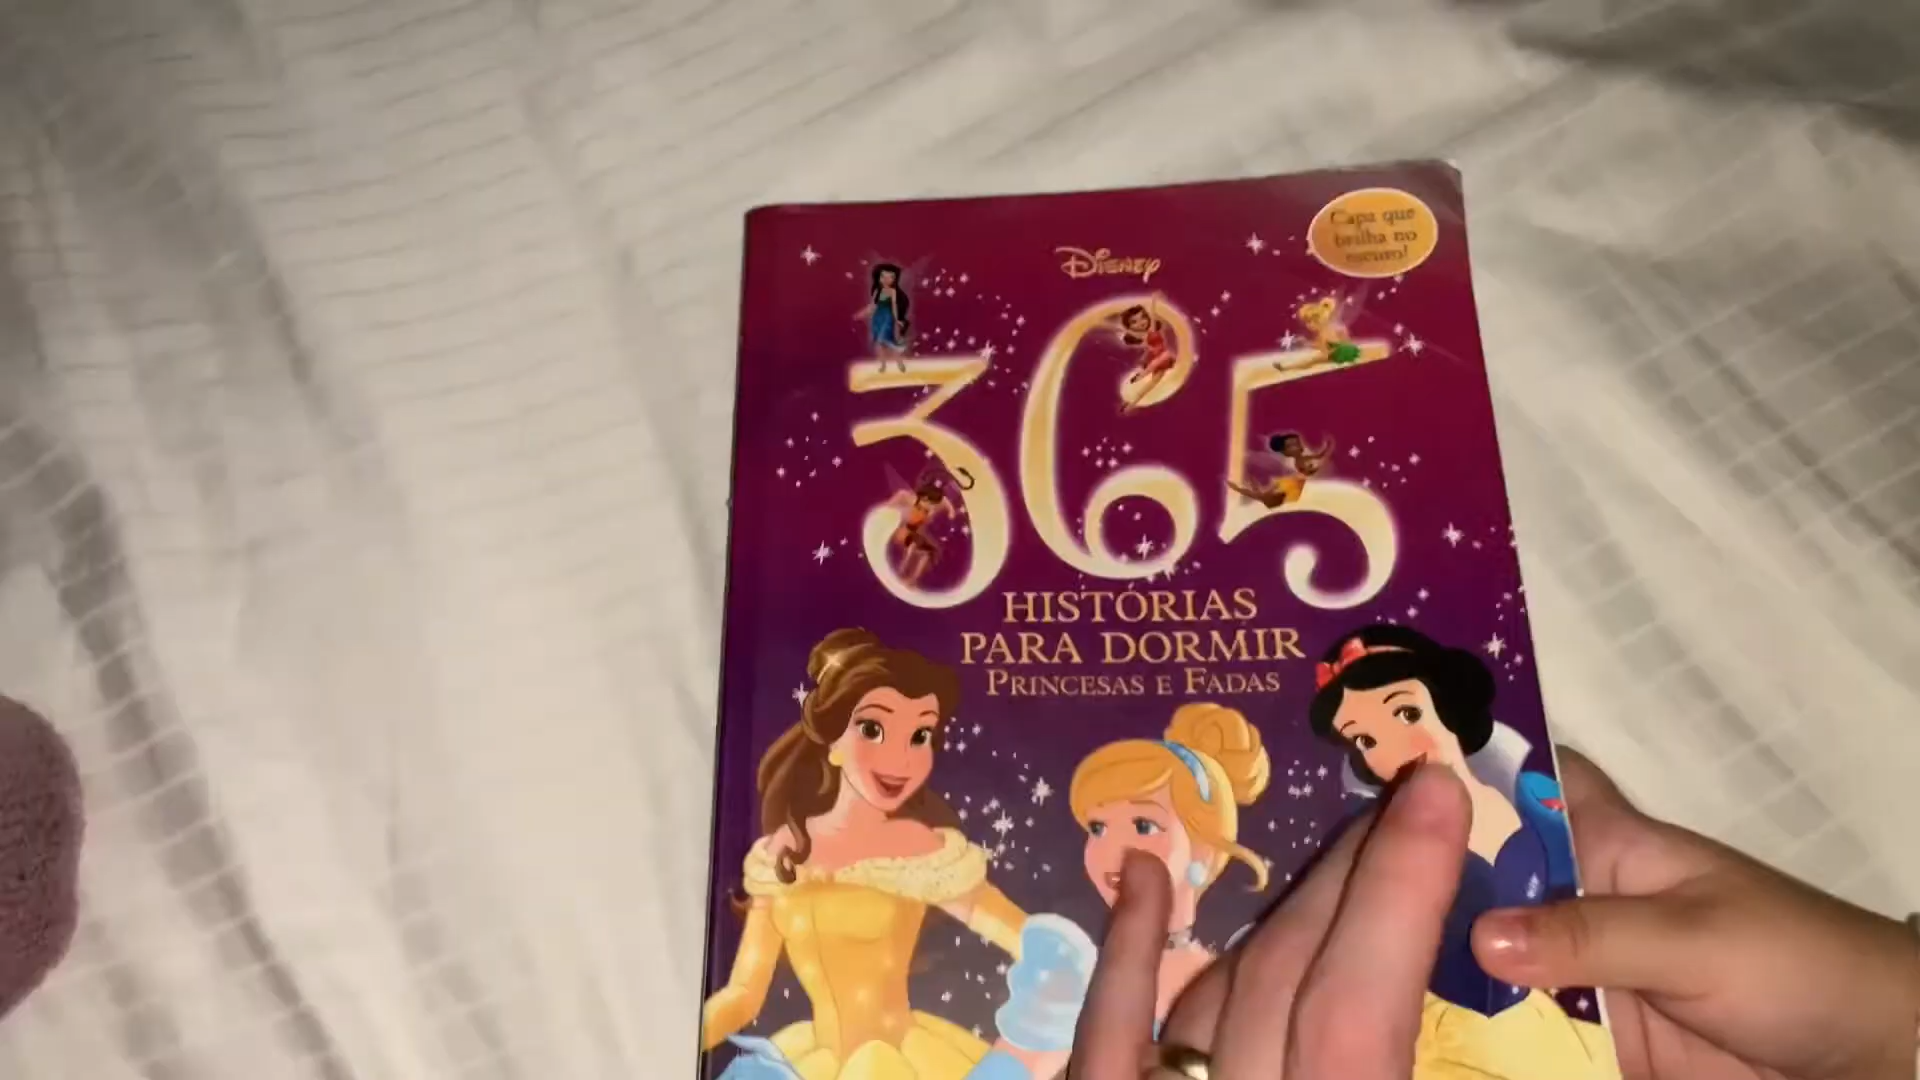 Capa que
brilha no
escuro!
Disney
365
HISTÓRIAS
PARA DORMIR
PRINCESAS E FADAS